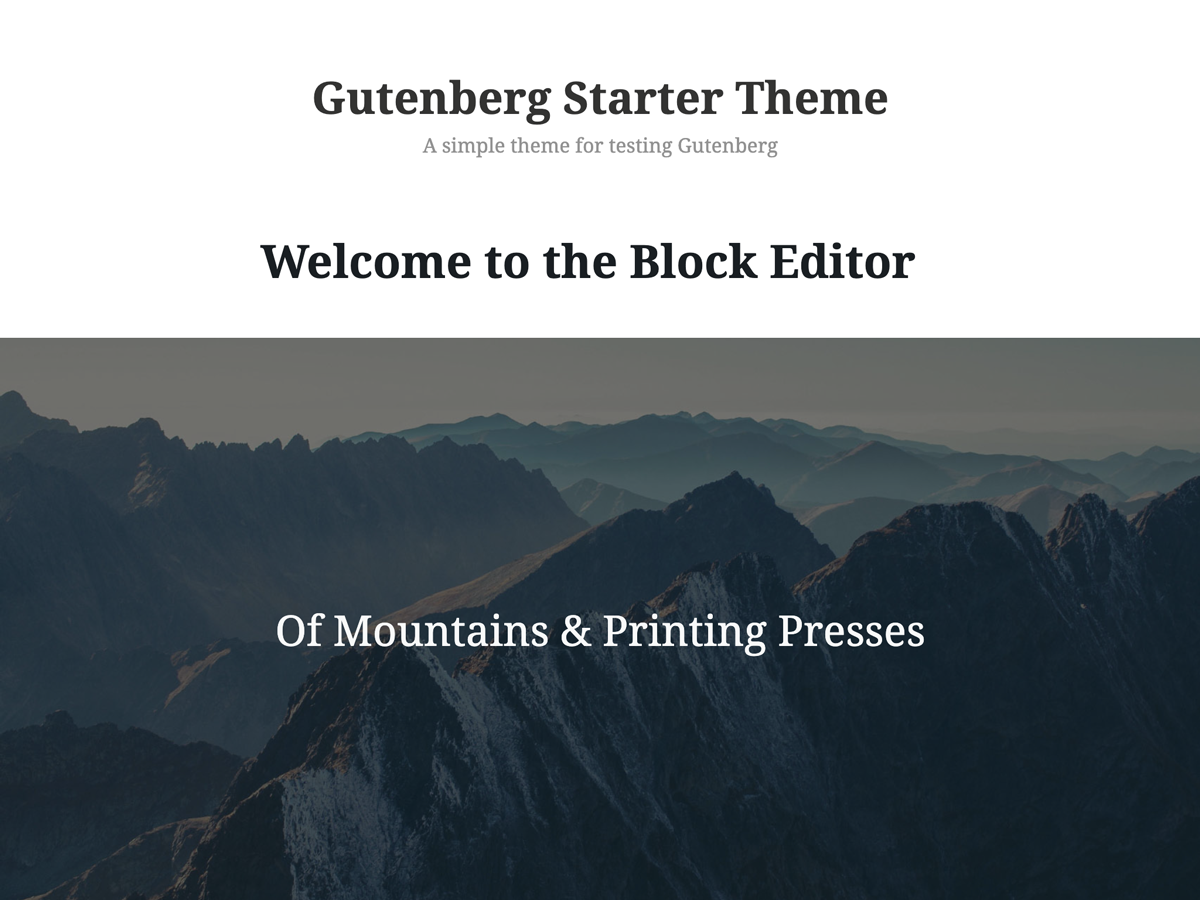 Gutenberg Starter Theme
A simple theme for testing Gutenberg
Welcome to the Block Editor
Of Mountains & Printing Presses